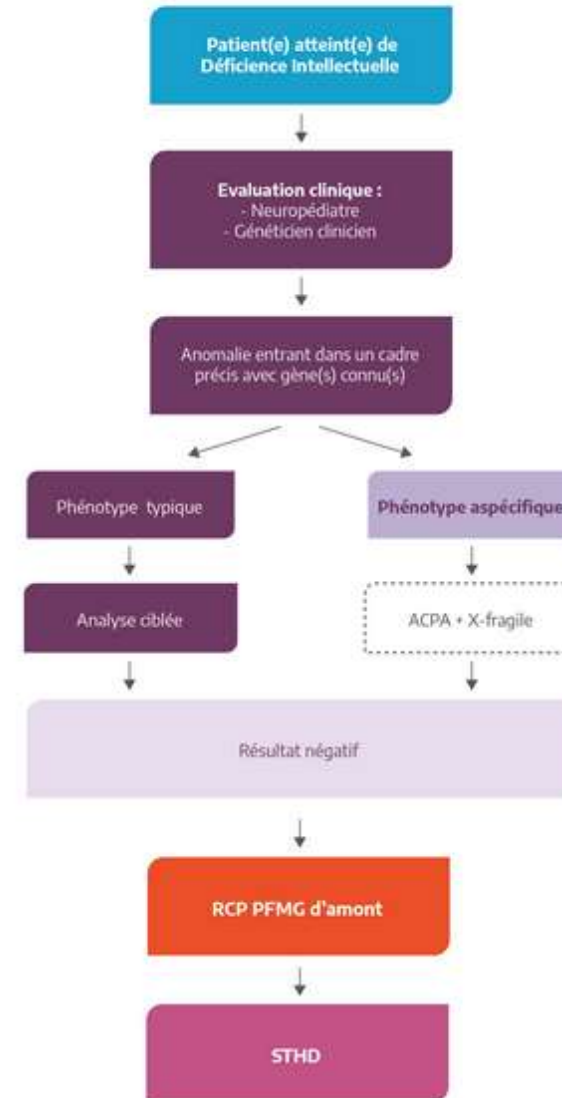 Patient(e) atteint(e) de
Déficience Intellectuelle
Evaluation clinique :
- Neuropédiatre
- Généticien clinicien
Anomalie entrant dans un cadre
précis avec gène(s) connu(s)
Phénotype typique
Phénotype aspécifique
Analyse ciblée
ACPA + X-fragile
Résultat négatif
RCP PFMG d'amont
STHD